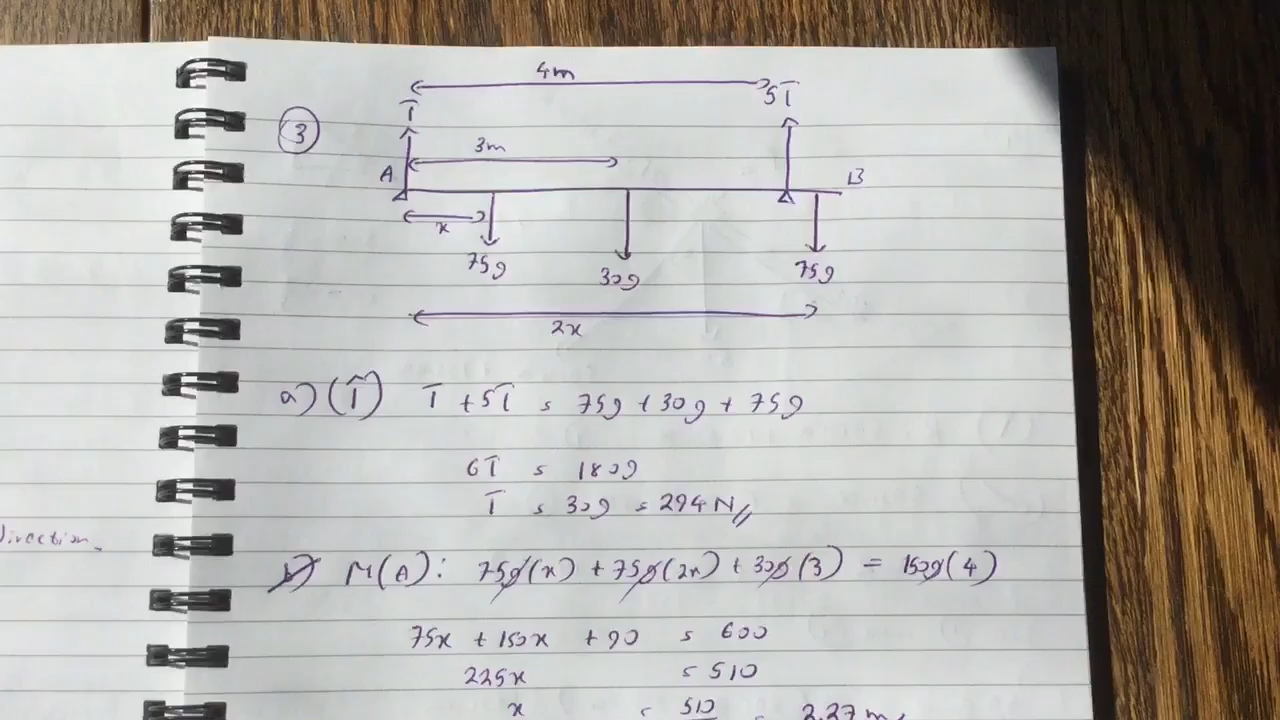 4m
T
5T
3
3m
A
B
x
75g
30g
75g
2x
a) (↑) T + 5T = 75g + 30g + 75g
6T = 180g
T = 30g = 294 N //
b) M(A): 75g(x) + 75g(2x) + 30g(3) = 150g(4)
Direction.
75x + 150x + 90 = 600
225x = 510
x = 510 = 2.27 m